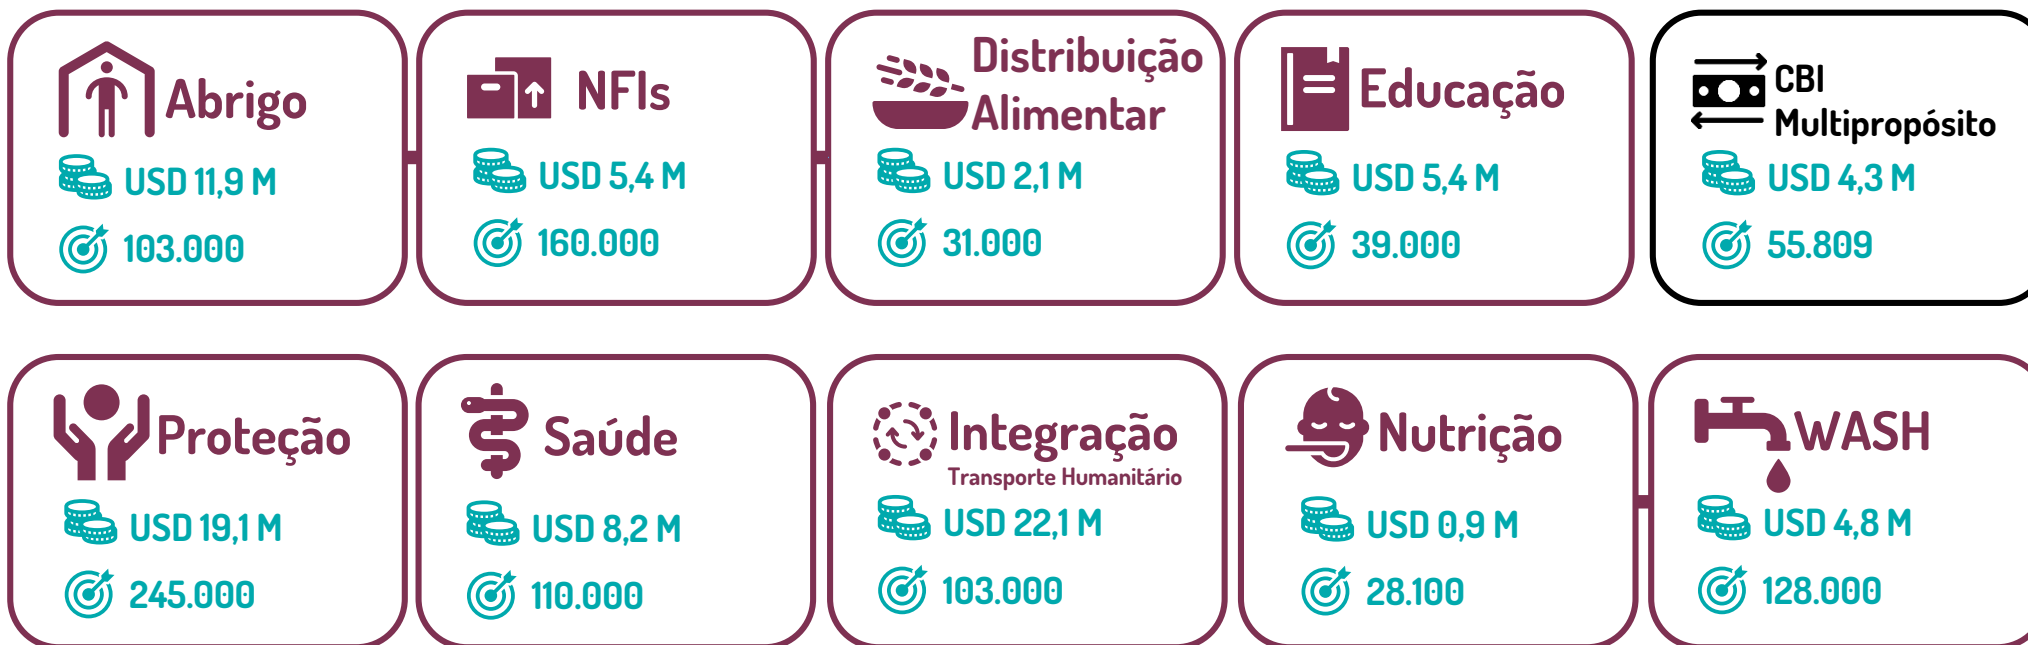 Abrigo
USD 11,9 M
103.000
NFIs
USD 5,4 M
160.000
Distribuição
Alimentar
USD 2,1 M
31.000
Educação
USD 5,4 M
39.000
CBI
Multipropósito
USD 4,3 M
55.809
Proteção
USD 19,1 M
245.000
Saúde
USD 8,2 M
110.000
Integração
Transporte Humanitário
USD 22,1 M
103.000
Nutrição
USD 0,9 M
28.100
WASH
USD 4,8 M
128.000